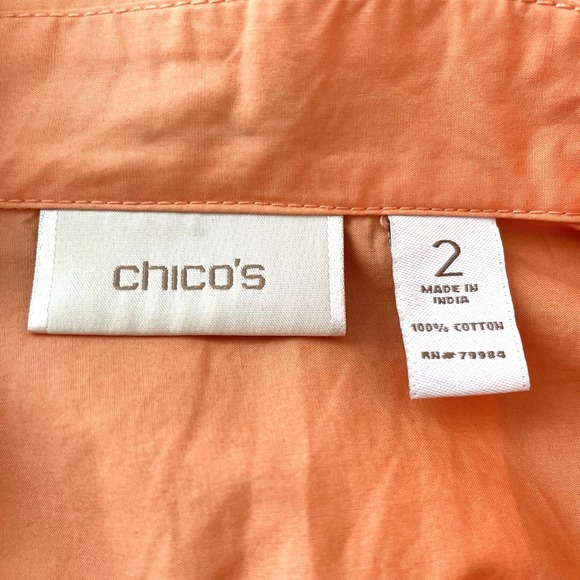 chico's
2
MADE IN
INDIA
100% COTTON
RN# 79984